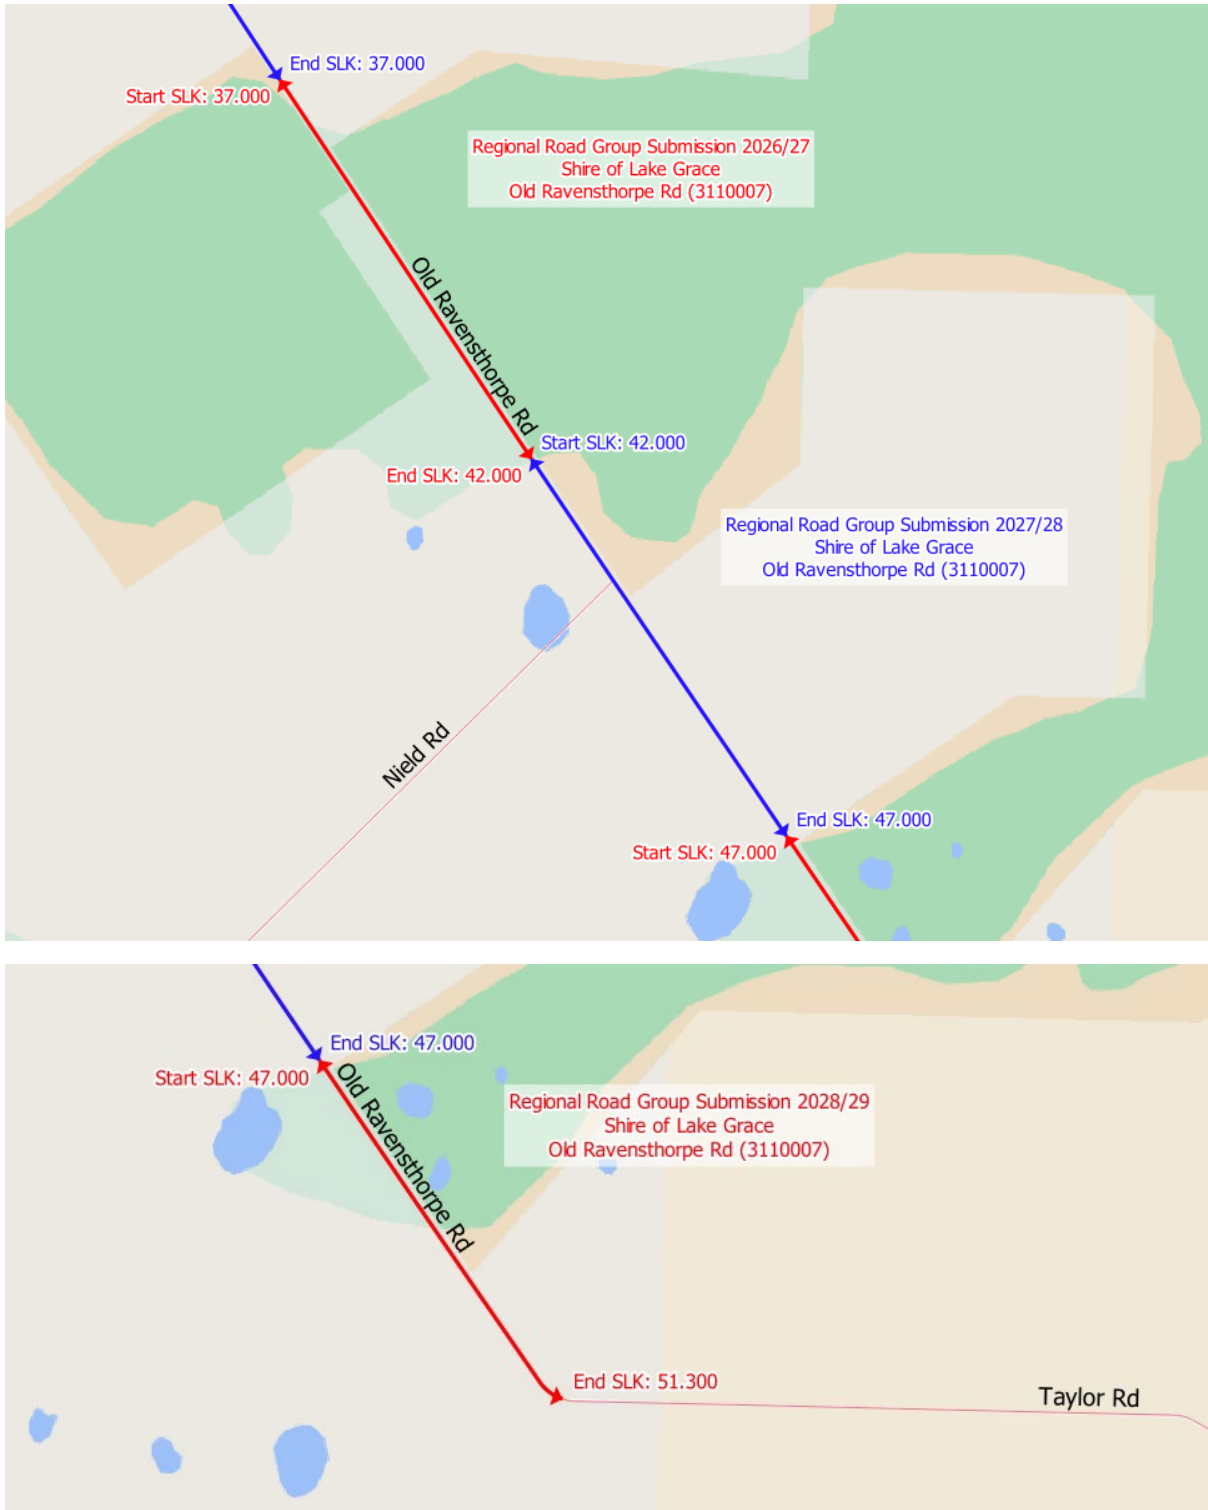 End SLK: 37.000
Start SLK: 37.000
Regional Road Group Submission 2026/27
Shire of Lake Grace
Old Ravensthorpe Rd (3110007)
Old Ravensthorpe Rd
Start SLK: 42.000
End SLK: 42.000
Regional Road Group Submission 2027/28
Shire of Lake Grace
Old Ravensthorpe Rd (3110007)
Nield Rd
End SLK: 47.000
Start SLK: 47.000
End SLK: 47.000
Start SLK: 47.000
Old Ravensthorpe Rd
Regional Road Group Submission 2028/29
Shire of Lake Grace
Old Ravensthorpe Rd (3110007)
End SLK: 51.300
Taylor Rd